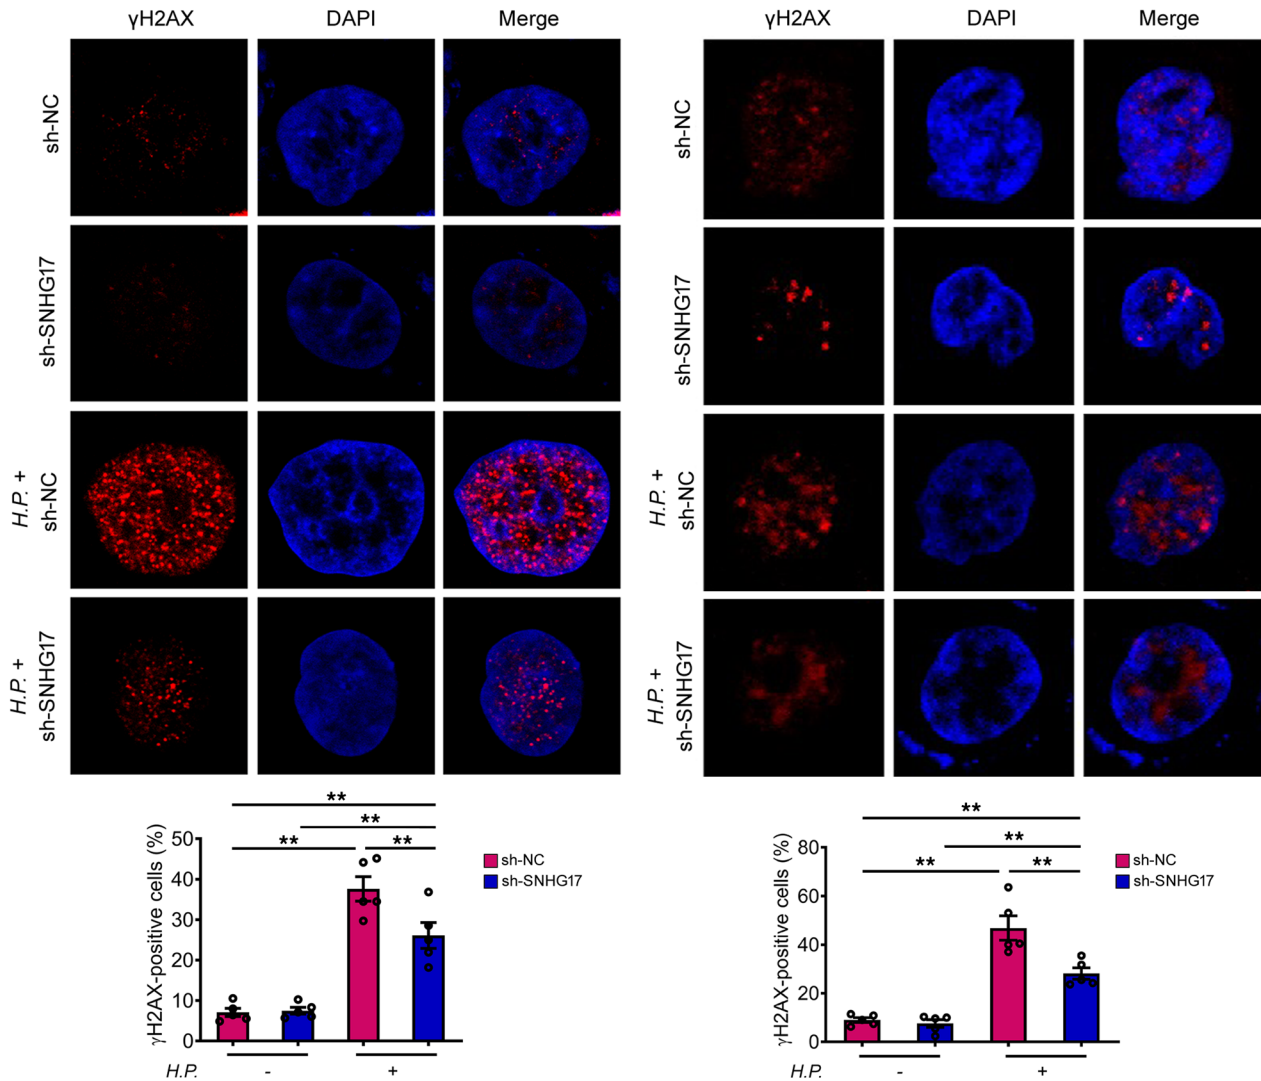 γH2AX DAPI Merge
sh-NC
sh-SNHG17
H.P. +
sh-NC
H.P. +
sh-SNHG17
γH2AX-positive cells (%)
50
40
30
20
10
0
**
**
** **
sh-NC
sh-SNHG17
H.P. - +
γH2AX DAPI Merge
sh-NC
sh-SNHG17
H.P. +
sh-NC
H.P. +
sh-SNHG17
γH2AX-positive cells (%)
80
60
40
20
0
**
**
** **
sh-NC
sh-SNHG17
H.P. - +